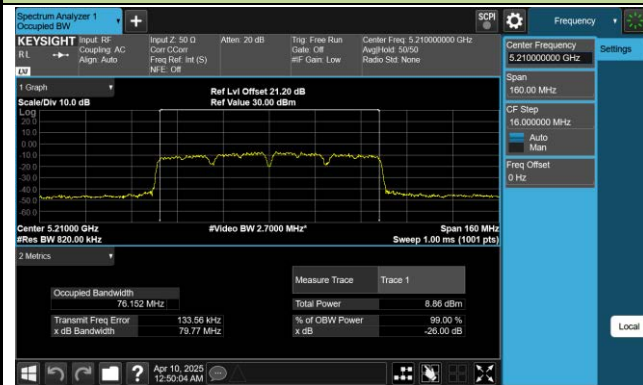 Spectrum Analyzer 1
Occupied BW
+
SCPI
Frequency
KEYSIGHT
RL
Input: RF
Coupling: AC
Align: Auto
Input Z: 50 Ω
Corr CCorr
Freq Ref: Int (S)
NFE: Off
Atten: 20 dB
Trig: Free Run
Gate: Off
#IF Gain: Low
Center Freq: 5.210000000 GHz
Avg|Hold: 50/50
Radio Std: None
1 Graph
Scale/Div 10.0 dB
Ref Lvl Offset 21.20 dB
Ref Value 30.00 dBm
Log
20.0
10.0
0.00
-10.0
-20.0
-30.0
-40.0
-50.0
-60.0
Center 5.21000 GHz
#Res BW 820.00 kHz
#Video BW 2.7000 MHz*
Span 160 MHz
Sweep 1.00 ms (1001 pts)
2 Metrics
Measure Trace
Trace 1
Occupied Bandwidth
76.152 MHz
Total Power
8.86 dBm
Transmit Freq Error
133.56 kHz
% of OBW Power
99.00 %
x dB Bandwidth
79.77 MHz
x dB
-26.00 dB
Center Frequency
5.210000000 GHz
Settings
Span
160.00 MHz
CF Step
16.000000 MHz
Auto
Man
Freq Offset
0 Hz
Local
?
Apr 10, 2025
12:50:04 AM